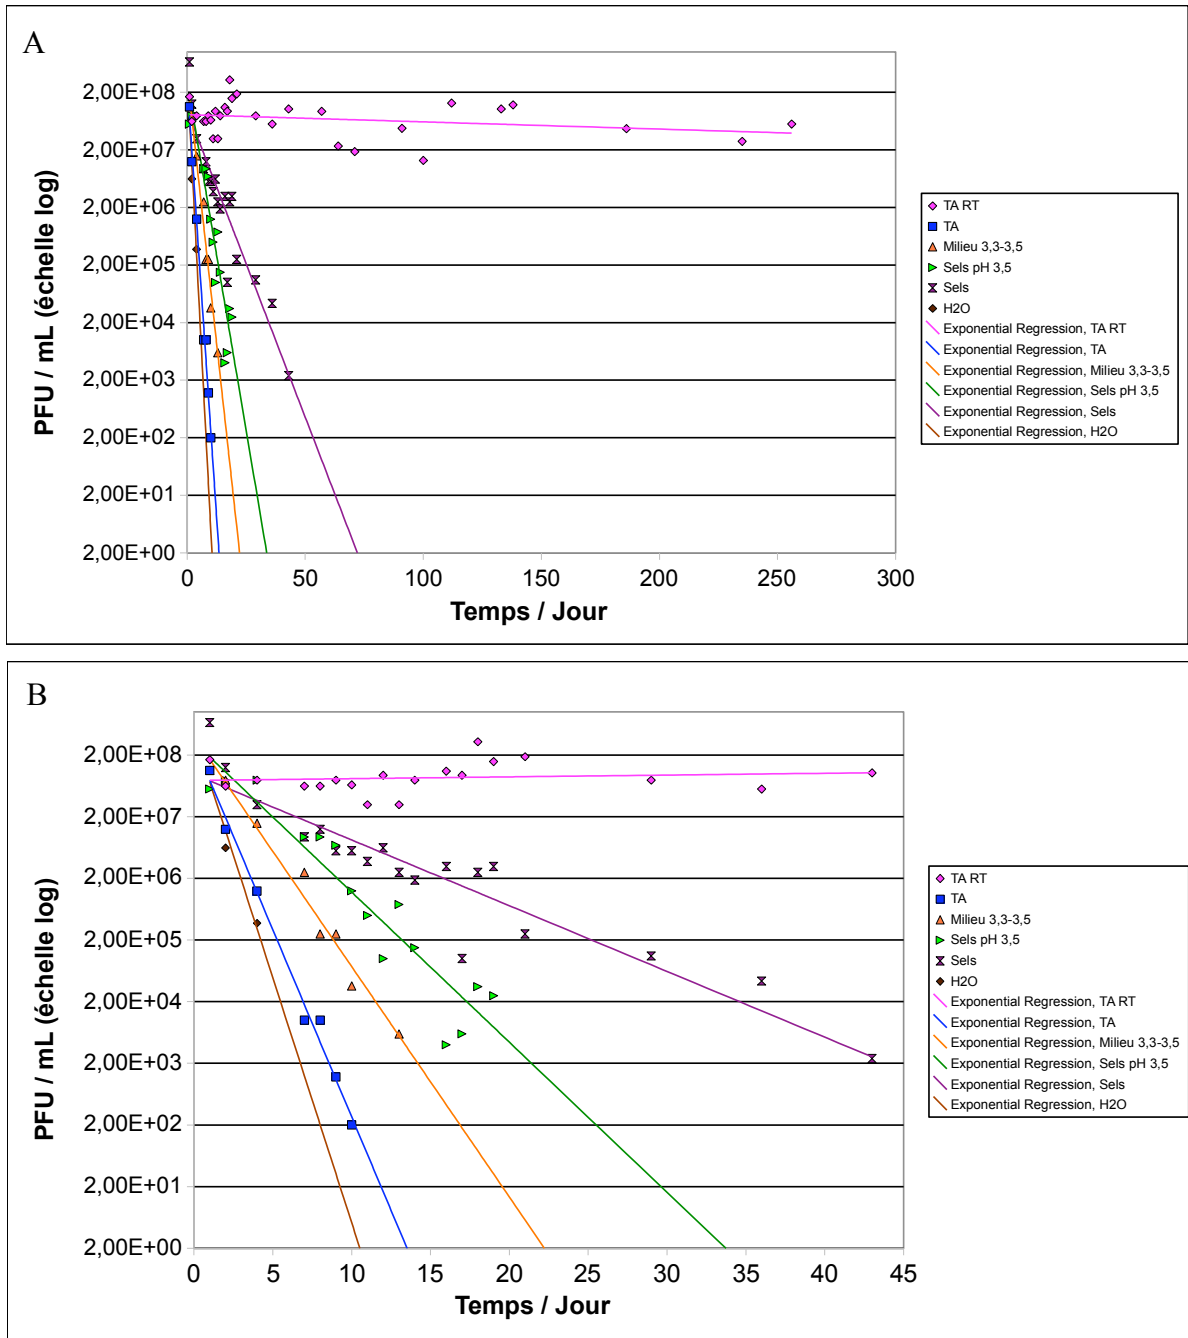 A
2,00E+08
2,00E+07
2,00E+06
2,00E+05
2,00E+04
2,00E+03
2,00E+02
2,00E+01
2,00E+00
PFU / mL (échelle log)
0 50 100 150 200 250 300
Temps / Jour
TA RT
TA
Milieu 3,3-3,5
Sels pH 3,5
Sels
H2O
Exponential Regression, TA RT
Exponential Regression, TA
Exponential Regression, Milieu 3,3-3,5
Exponential Regression, Sels pH 3,5
Exponential Regression, Sels
Exponential Regression, H2O
B
2,00E+08
2,00E+07
2,00E+06
2,00E+05
2,00E+04
2,00E+03
2,00E+02
2,00E+01
2,00E+00
PFU / mL (échelle log)
0 5 10 15 20 25 30 35 40 45
Temps / Jour
TA RT
TA
Milieu 3,3-3,5
Sels pH 3,5
Sels
H2O
Exponential Regression, TA RT
Exponential Regression, TA
Exponential Regression, Milieu 3,3-3,5
Exponential Regression, Sels pH 3,5
Exponential Regression, Sels
Exponential Regression, H2O